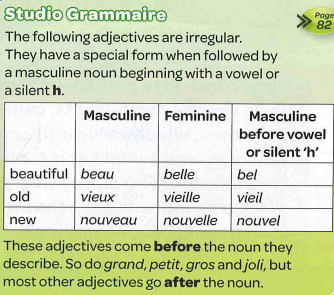 Studio Grammaire
Page
82
The following adjectives are irregular.
They have a special form when followed by
a masculine noun beginning with a vowel or
a silent h.
Masculine Feminine Masculine
before vowel
or silent ‘h’
beautiful beau belle bel
old vieux vieille vieil
new nouveau nouvelle nouvel
These adjectives come before the noun they
describe. So do grand, petit, gros and joli, but
most other adjectives go after the noun.